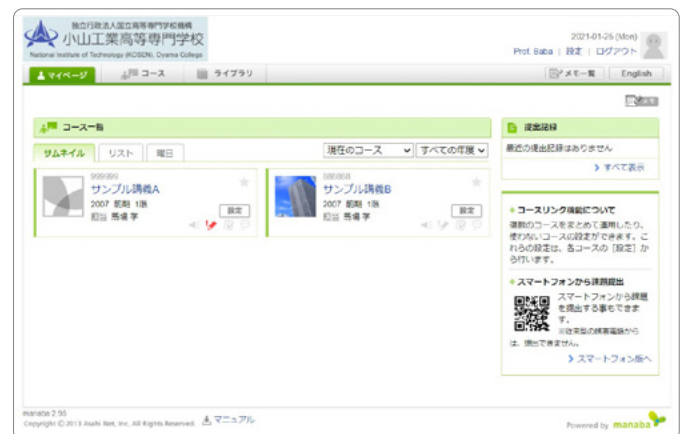 独立行政法人国立高等専門学校機構
小山工業高等専門学校
National Institute of Technology (KOSEN), Oyama College
2021-01-25 (Mon)
Prof. Baba | 設定 | ログアウト
マイページ
コース
ライブラリ
メモ一覧
English
メモ
コース一覧
サムネイル
リスト
曜日
現在のコース
すべての年度
999999
サンプル講義A
2007 前期 1限
担当 馬場 学
設定
888888
サンプル講義B
2007 前期 1限
担当 馬場 学
設定
提出記録
最近の提出記録はありません
すべて表示
コースリンク機能について
複数のコースをまとめて運用したり、
使わないコースの設定ができます。こ
れらの設定は、各コースの [設定] か
ら行います。
スマートフォンから課題提出
スマートフォンから課題
を提出する事もできま
す。
※従来型の携帯電話から
は、提出できません。
スマートフォン版へ
manaba 2.95
Copyright (C) 2013 Asahi Net, Inc. All Rights Reserved.
マニュアル
Powered by manaba